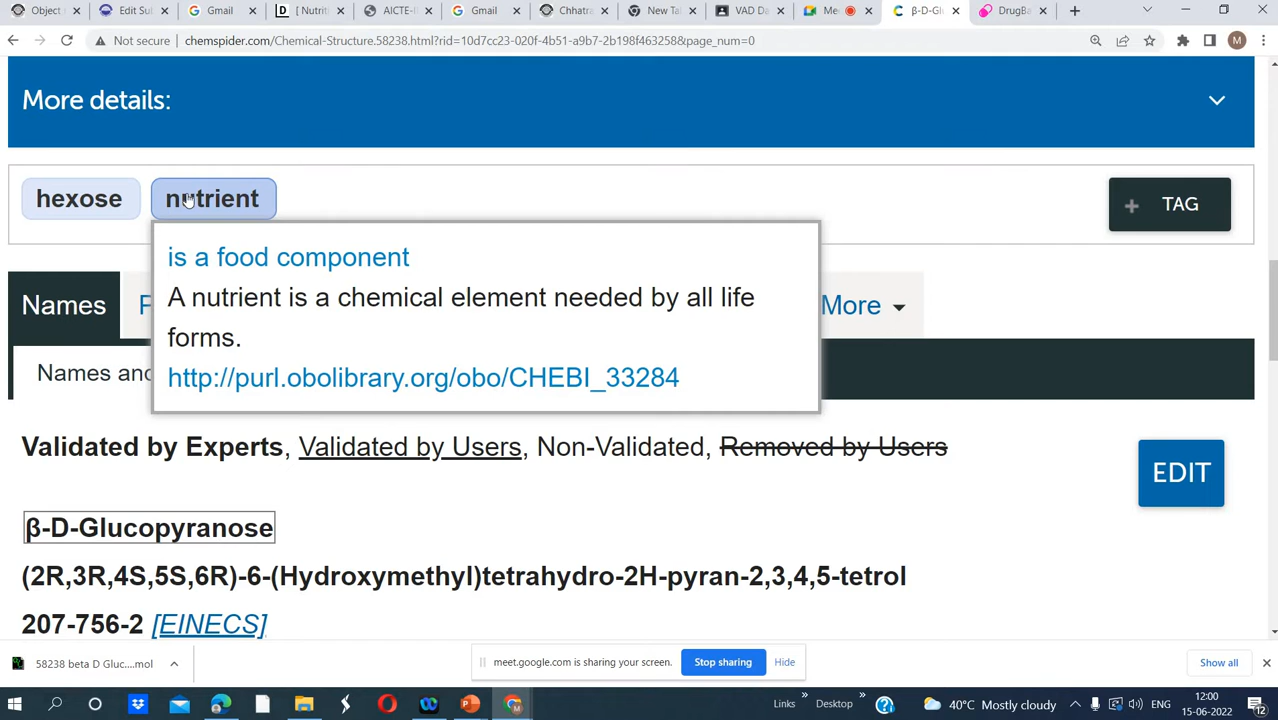 Object
Edit Sul
Gmail
[ Nutriti
AICTE-I
Gmail
Chhatra
New Ta
VAD Da
Mee
β-D-Glu
DrugBa
Not secure
chemspider.com/Chemical-Structure.58238.html?rid=10d7cc23-020f-4b51-a9b7-2b198f463258&page_num=0
M
More details:
hexose
nutrient
+ TAG
is a food component
A nutrient is a chemical element needed by all life
forms.
http://purl.obolibrary.org/obo/CHEBI_33284
Names
P
More
Names and
Validated by Experts, Validated by Users, Non-Validated, Removed by Users
EDIT
β-D-Glucopyranose
(2R,3R,4S,5S,6R)-6-(Hydroxymethyl)tetrahydro-2H-pyran-2,3,4,5-tetrol
207-756-2 [EINECS]
58238 beta D Gluc....mol
meet.google.com is sharing your screen.
Stop sharing
Hide
Show all
Links
Desktop
40°C Mostly cloudy
ENG
12:00
15-06-2022
12